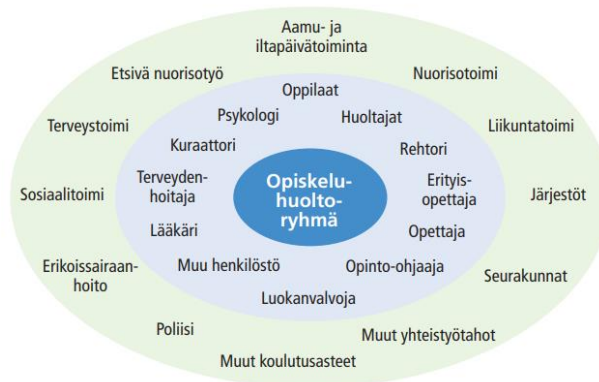 Aamu- ja
iltapäivätoiminta
Etsivä nuorisotyö
Nuorisotoimi
Oppilaat
Psykologi
Huoltajat
Terveystoimi
Liikuntatoimi
Kuraattori
Rehtori
Terveyden-
hoitaja
Opiskelu-
huolto-
ryhmä
Erityis-
opettaja
Sosiaalitoimi
Järjestöt
Lääkäri
Opettaja
Erikoissairaan-
hoito
Muu henkilöstö
Opinto-ohjaaja
Seurakunnat
Luokanvalvoja
Poliisi
Muut yhteistyötahot
Muut koulutusasteet